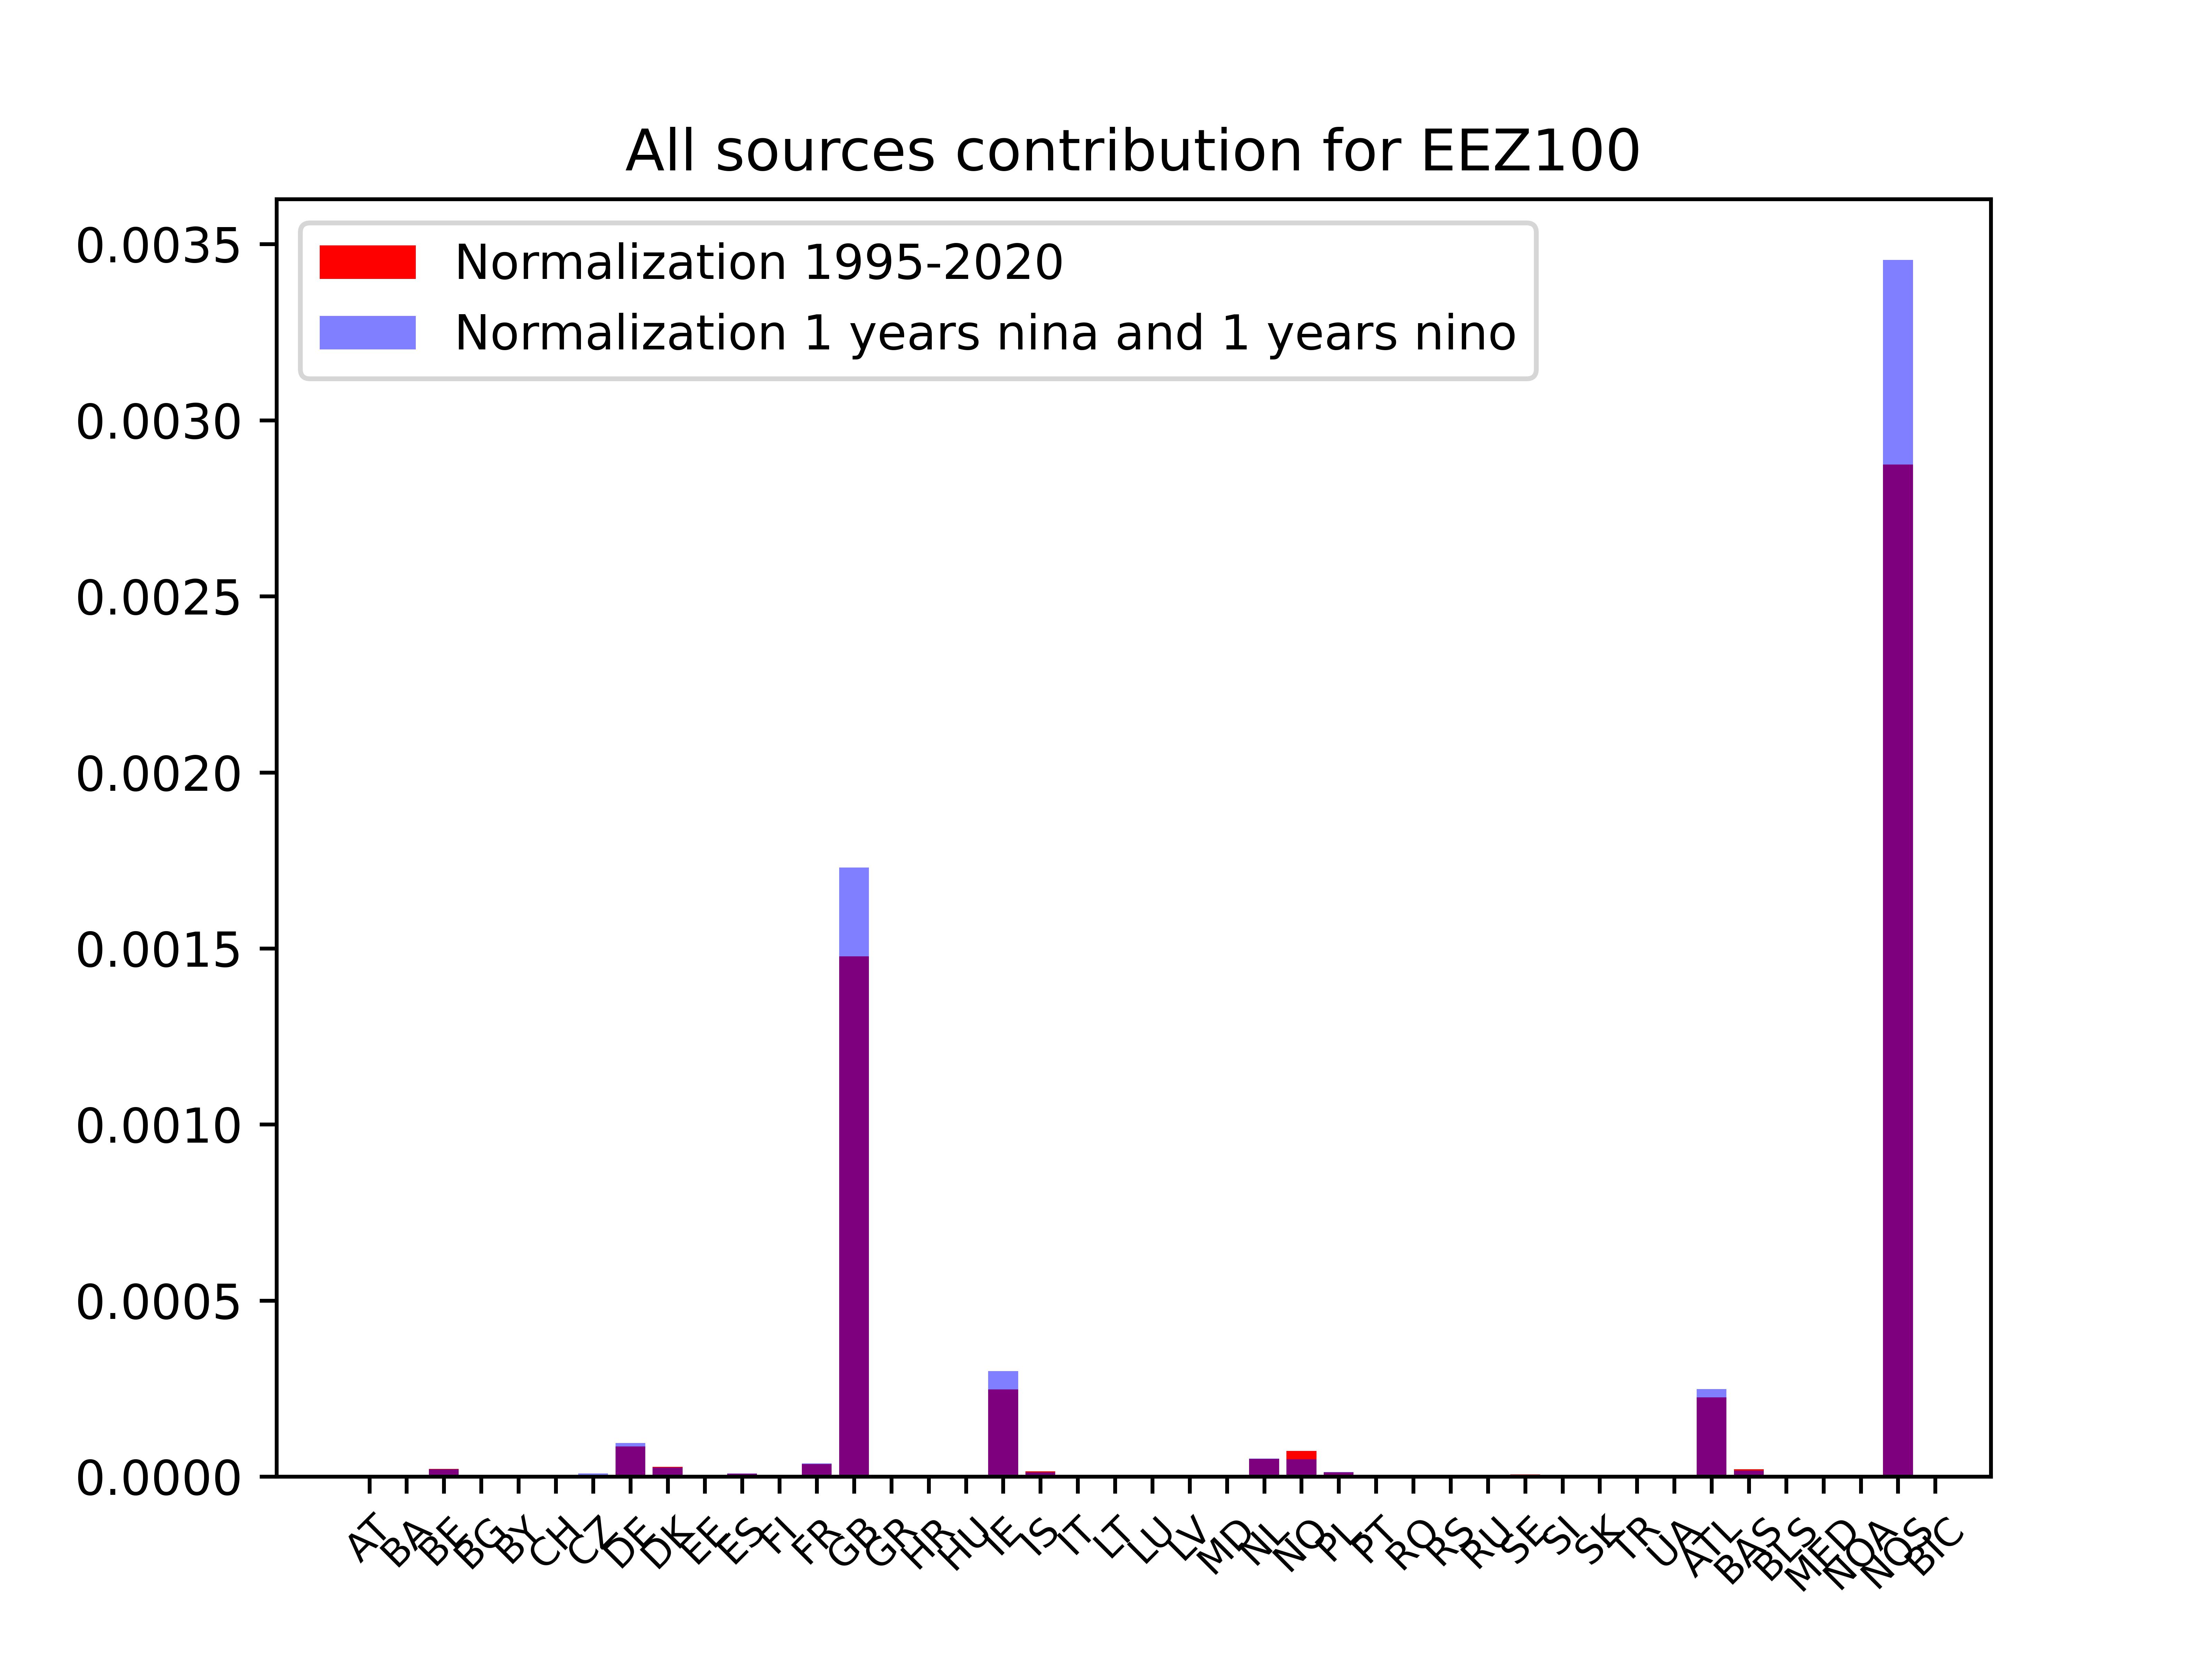 All sources contribution for EEZ100
Normalization 1995-2020
Normalization 1 years nina and 1 years nino
0.0035
0.0030
0.0025
0.0020
0.0015
0.0010
0.0005
0.0000
AT BA BE BG BY CH CZ DE DK EE ES FI FR GB GR HR HU IE IS IT LT LU LV MD NL NO PL PT RO RS RU SE SI SK TR UA ATL BAS BLS MED NOA NOS BIC